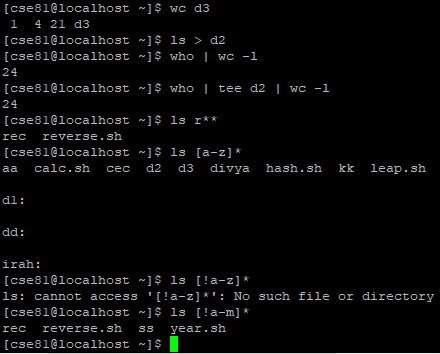 [cse81@localhost ~]$ wc d3
 1  4 21 d3
[cse81@localhost ~]$ ls > d2
[cse81@localhost ~]$ who | wc -l
24
[cse81@localhost ~]$ who | tee d2 | wc -l
24
[cse81@localhost ~]$ ls r**
rec  reverse.sh
[cse81@localhost ~]$ ls [a-z]*
aa  calc.sh  cec  d2  d3  divya  hash.sh  kk  leap.sh
d1:
dd:
irah:
[cse81@localhost ~]$ ls [!a-z]*
ls: cannot access '[!a-z]*': No such file or directory
[cse81@localhost ~]$ ls [!a-m]*
rec  reverse.sh  ss  year.sh
[cse81@localhost ~]$